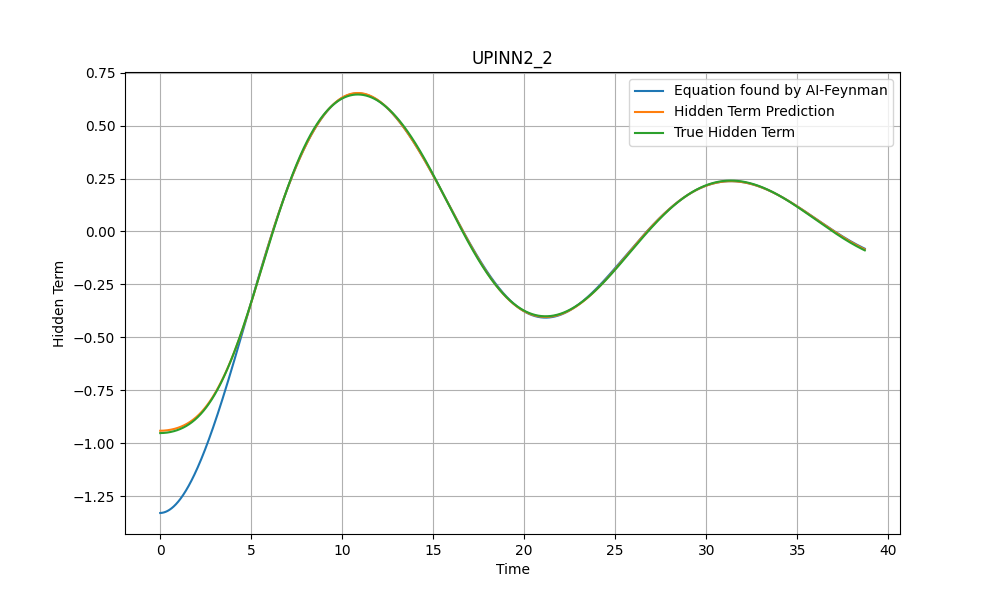 UPINN2_2
Equation found by AI-Feynman
Hidden Term Prediction
True Hidden Term
0.75
0.50
0.25
0.00
−0.25
−0.50
−0.75
−1.00
−1.25
Hidden Term
0 5 10 15 20 25 30 35 40
Time